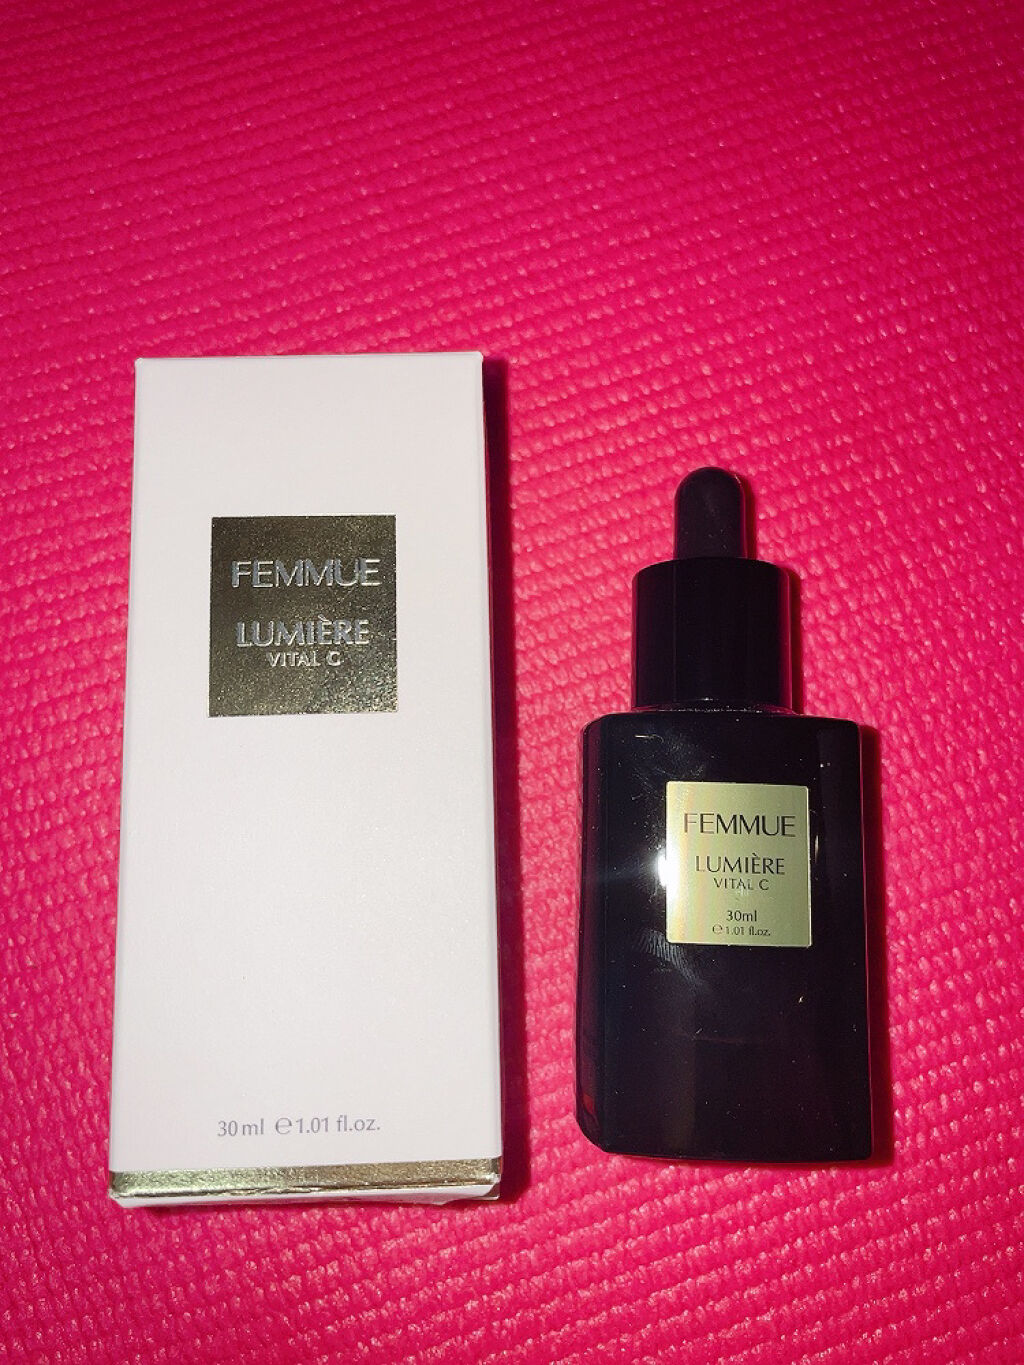 FEMMUE
LUMIÈRE
VITAL C
30ml ℮1.01 fl.oz.
FEMMUE
LUMIÈRE
VITAL C
30ml
℮1.01 fl.oz.